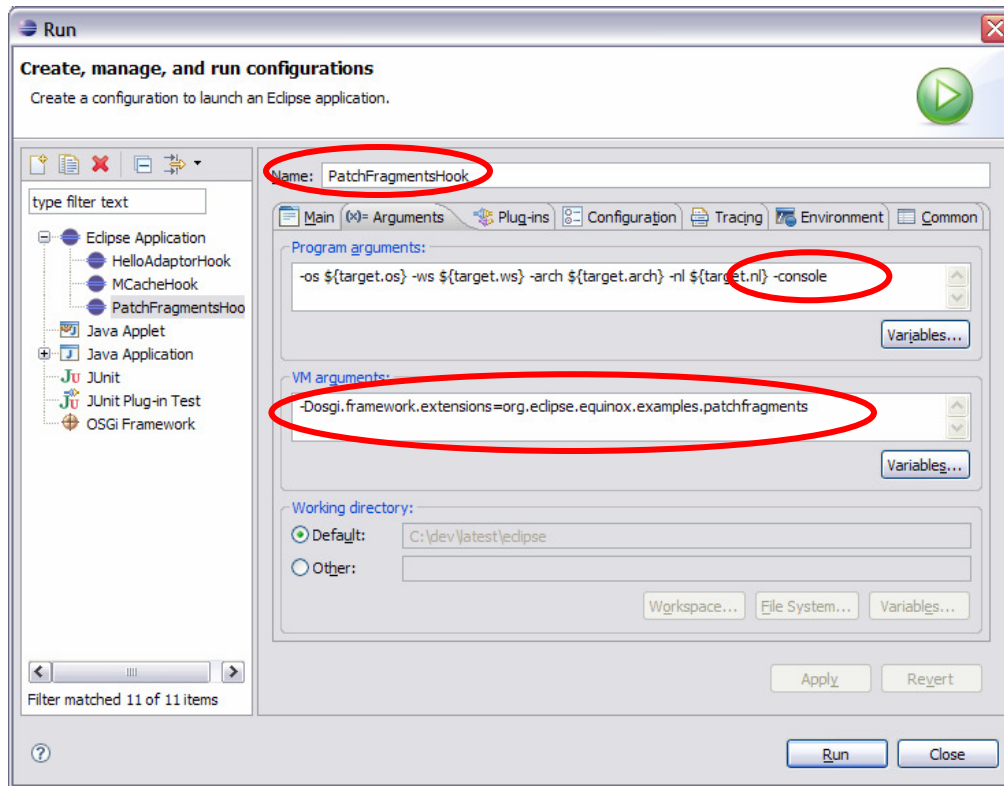 Run
Create, manage, and run configurations
Create a configuration to launch an Eclipse application.
type filter text
Eclipse Application
HelloAdaptorHook
MCacheHook
PatchFragmentsHoo
Java Applet
Java Application
Ju JUnit
JUnit Plug-in Test
OSGi Framework
Filter matched 11 of 11 items
Name: PatchFragmentsHook
Main (x)= Arguments Plug-ins Configuration Tracing Environment Common
Program arguments:
-os ${target.os} -ws ${target.ws} -arch ${target.arch} -nl ${target.nl} -console
Variables...
VM arguments:
-Dosgi.framework.extensions=org.eclipse.equinox.examples.patchfragments
Variables...
Working directory:
Default: C:\dev\latest\eclipse
Other:
Workspace... File System... Variables...
Apply Revert
Run Close